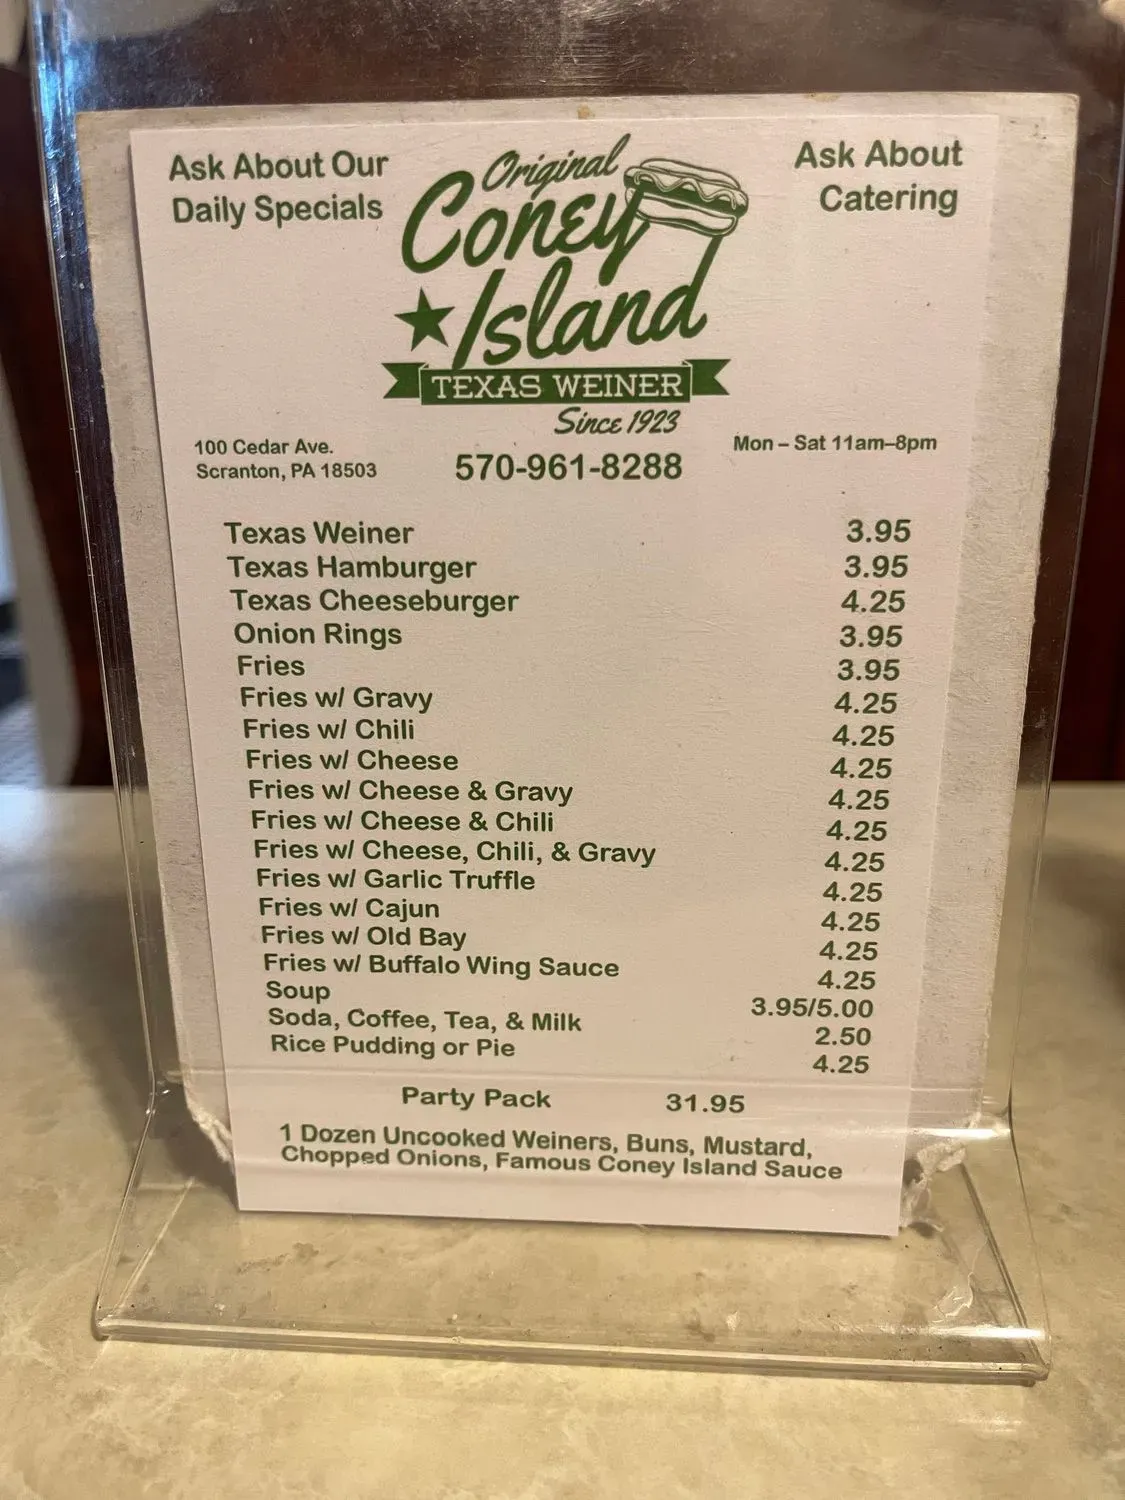 Ask About Our
Daily Specials
Original
Coney
Island
TEXAS WEINER
Since 1923
Ask About
Catering
100 Cedar Ave.
Scranton, PA 18503
570-961-8288
Mon – Sat 11am–8pm
Texas Weiner 3.95
Texas Hamburger 3.95
Texas Cheeseburger 4.25
Onion Rings 3.95
Fries 3.95
Fries w/ Gravy 4.25
Fries w/ Chili 4.25
Fries w/ Cheese 4.25
Fries w/ Cheese & Gravy 4.25
Fries w/ Cheese & Chili 4.25
Fries w/ Cheese, Chili, & Gravy 4.25
Fries w/ Garlic Truffle 4.25
Fries w/ Cajun 4.25
Fries w/ Old Bay 4.25
Fries w/ Buffalo Wing Sauce 4.25
Soup 3.95/5.00
Soda, Coffee, Tea, & Milk 2.50
Rice Pudding or Pie 4.25
Party Pack 31.95
1 Dozen Uncooked Weiners, Buns, Mustard,
Chopped Onions, Famous Coney Island Sauce